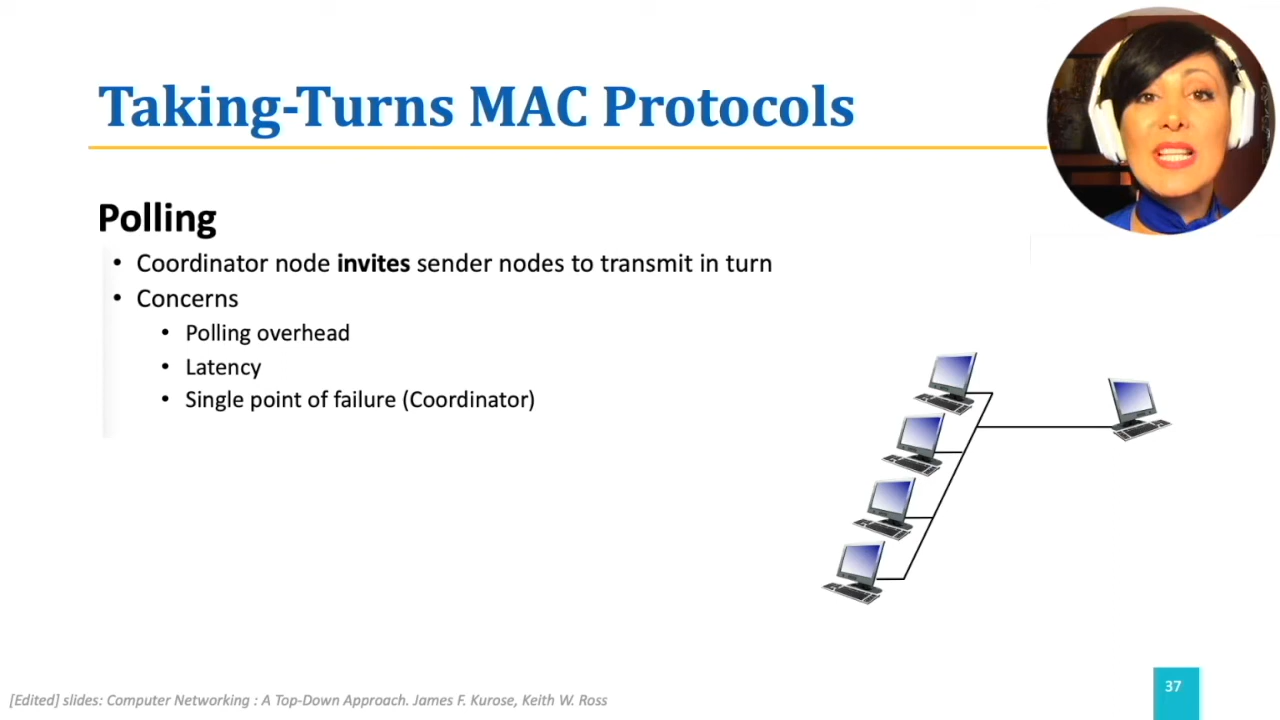 Taking-Turns MAC Protocols
Polling
• Coordinator node invites sender nodes to transmit in turn
• Concerns
• Polling overhead
• Latency
• Single point of failure (Coordinator)
[Edited] slides: Computer Networking : A Top-Down Approach. James F. Kurose, Keith W. Ross
37